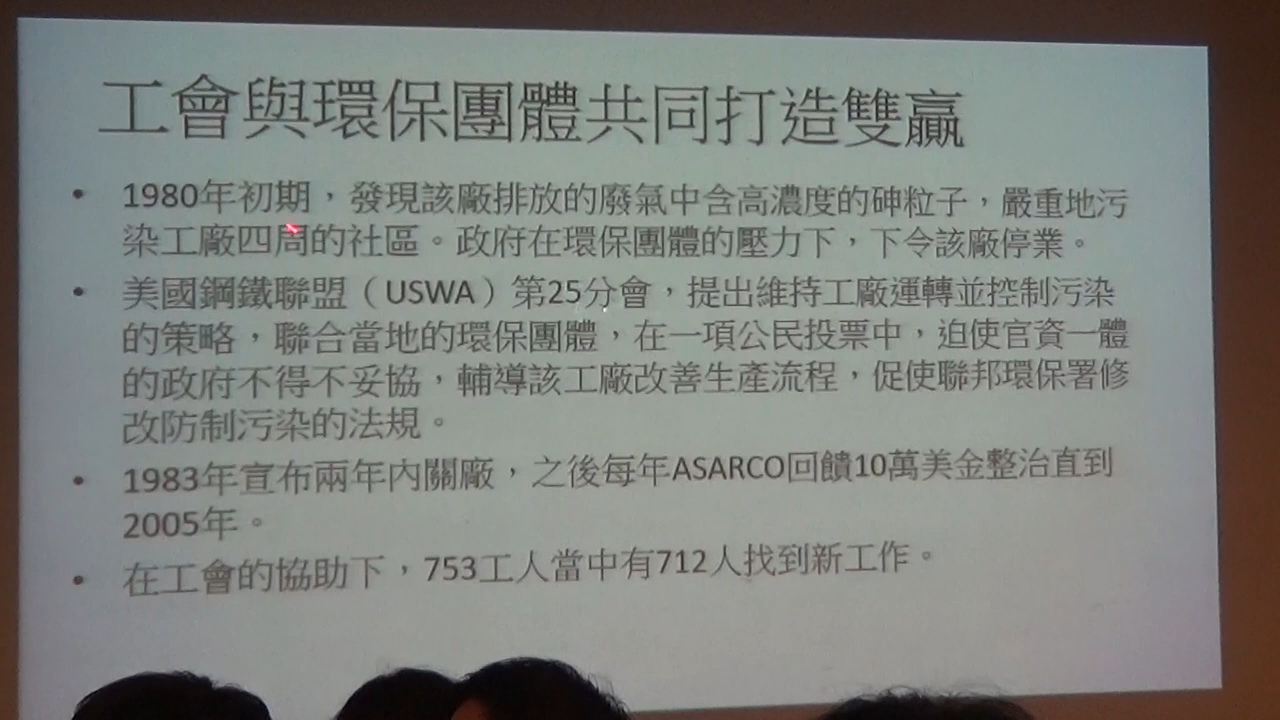 工會與環保團體共同打造雙贏
• 1980年初期，發現該廠排放的廢氣中含高濃度的砷粒子，嚴重地污
染工廠四周的社區。政府在環保團體的壓力下，下令該廠停業。
• 美國鋼鐵聯盟（USWA）第25分會，提出維持工廠運轉並控制污染
的策略，聯合當地的環保團體，在一項公民投票中，迫使官資一體
的政府不得不妥協，輔導該工廠改善生產流程，促使聯邦環保署修
改防制污染的法規。
• 1983年宣布兩年內關廠，之後每年ASARCO回饋10萬美金整治直到
2005年。
• 在工會的協助下，753工人當中有712人找到新工作。